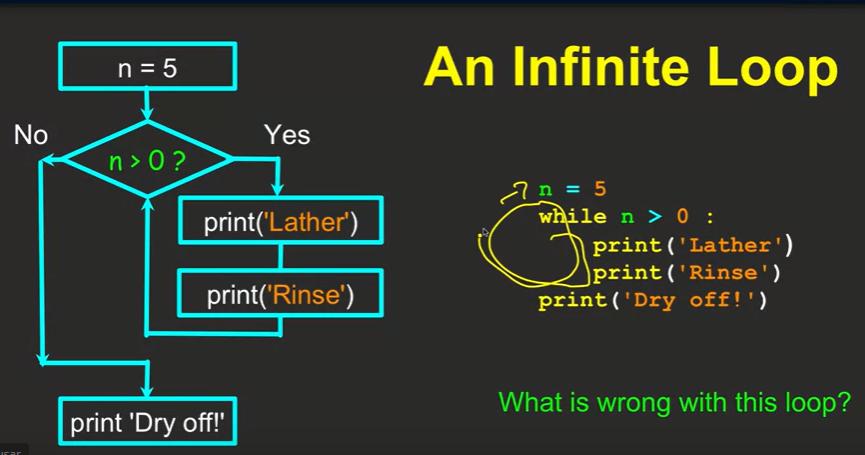 An Infinite Loop
n = 5
No
Yes
n > 0 ?
print('Lather')
print('Rinse')
print 'Dry off!'
n = 5
while n > 0 :
print('Lather')
print('Rinse')
print('Dry off!')
What is wrong with this loop?